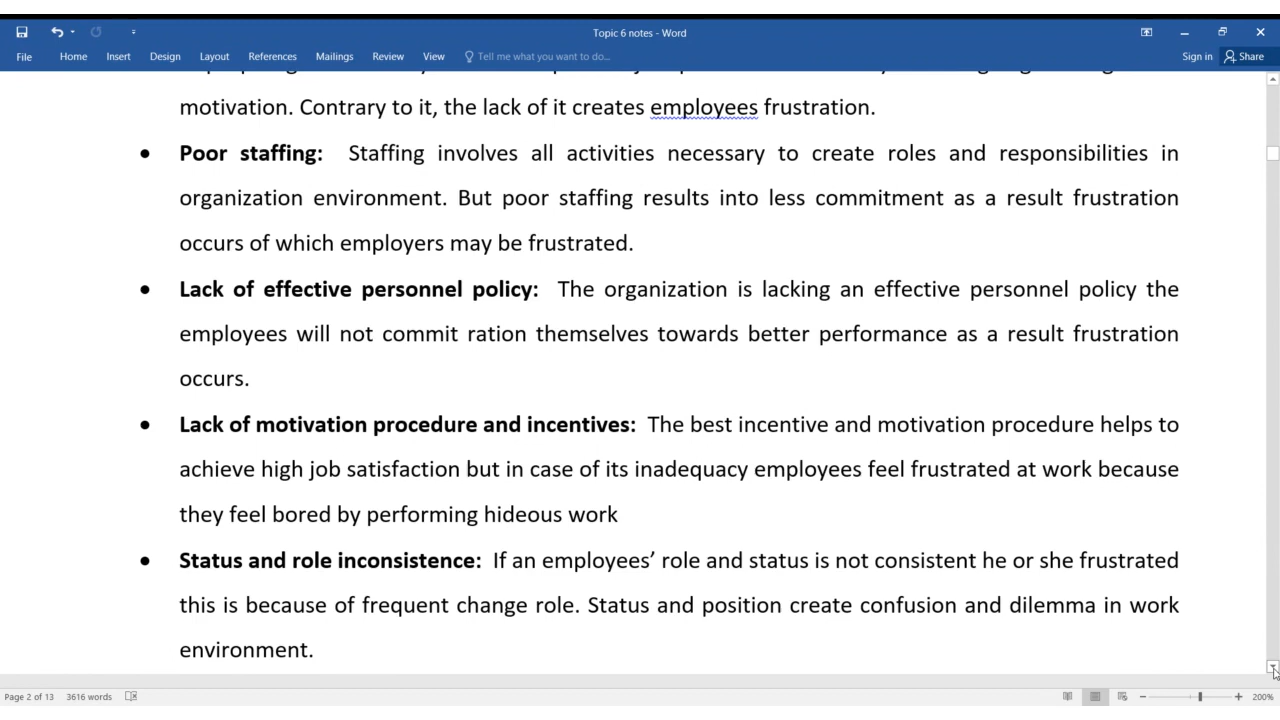 Topic 6 notes - Word
File Home Insert Design Layout References Mailings Review View Tell me what you want to do... Sign in Share
motivation. Contrary to it, the lack of it creates employees frustration.
• Poor staffing: Staffing involves all activities necessary to create roles and responsibilities in
organization environment. But poor staffing results into less commitment as a result frustration
occurs of which employers may be frustrated.
• Lack of effective personnel policy: The organization is lacking an effective personnel policy the
employees will not commit ration themselves towards better performance as a result frustration
occurs.
• Lack of motivation procedure and incentives: The best incentive and motivation procedure helps to
achieve high job satisfaction but in case of its inadequacy employees feel frustrated at work because
they feel bored by performing hideous work
• Status and role inconsistence: If an employees’ role and status is not consistent he or she frustrated
this is because of frequent change role. Status and position create confusion and dilemma in work
environment.
Page 2 of 13 3616 words 200%